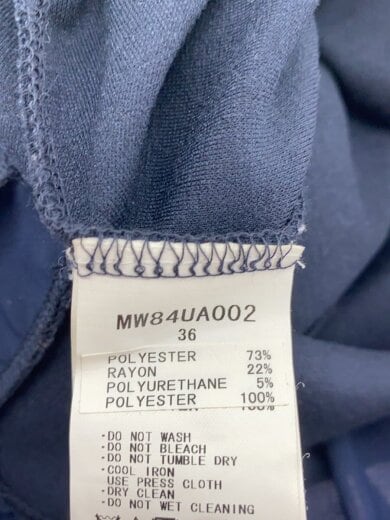 MW84UA002
36
POLYESTER 73%
RAYON 22%
POLYURETHANE 5%
POLYESTER 100%
100%
·DO NOT WASH
·DO NOT BLEACH
·DO NOT TUMBLE DRY
·COOL IRON
USE PRESS CLOTH
·DRY CLEAN
·DO NOT WET CLEANING